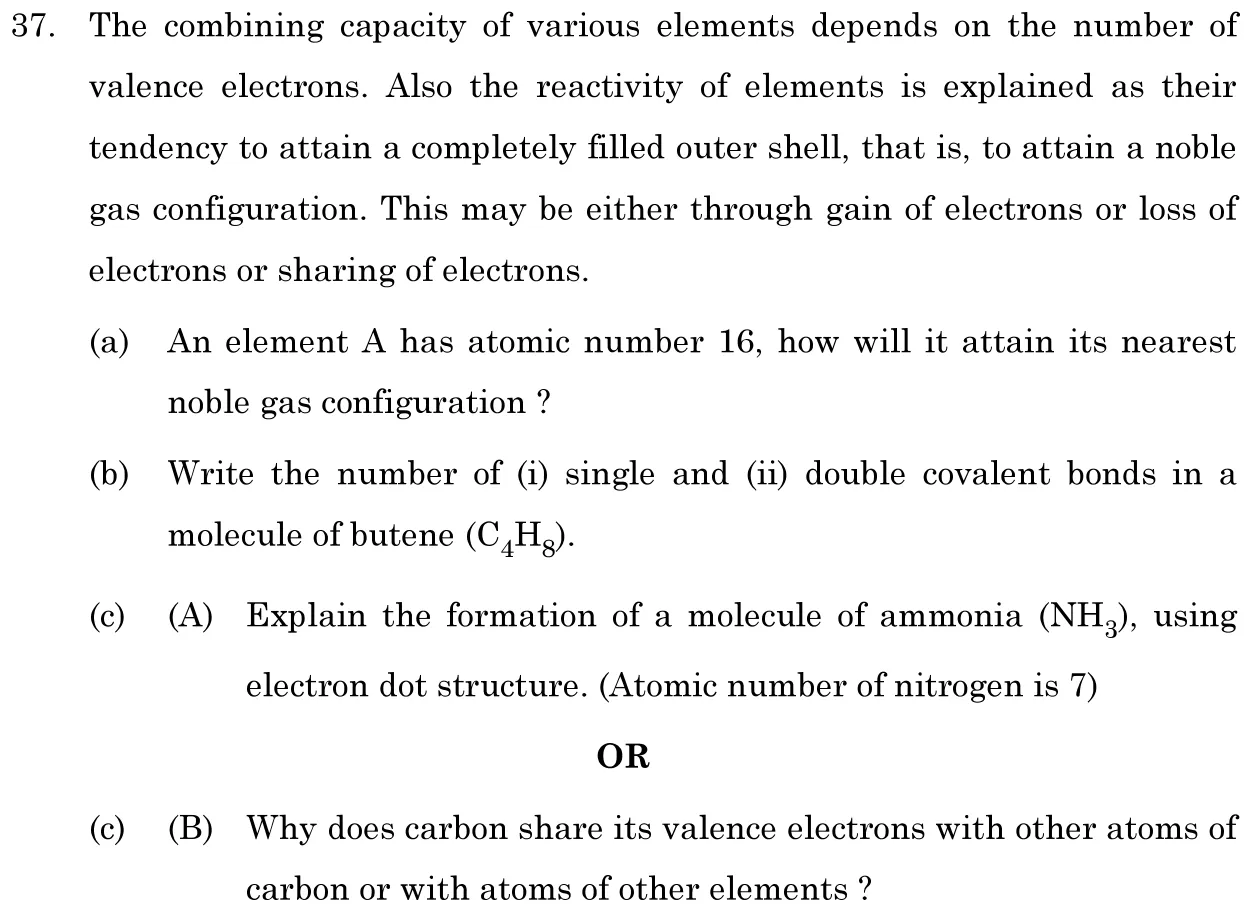 37. The combining capacity of various elements depends on the number of
valence electrons. Also the reactivity of elements is explained as their
tendency to attain a completely filled outer shell, that is, to attain a noble
gas configuration. This may be either through gain of electrons or loss of
electrons or sharing of electrons.
(a) An element A has atomic number 16, how will it attain its nearest
noble gas configuration ?
(b) Write the number of (i) single and (ii) double covalent bonds in a
molecule of butene (C₄H₈).
(c) (A) Explain the formation of a molecule of ammonia (NH₃), using
electron dot structure. (Atomic number of nitrogen is 7)
OR
(c) (B) Why does carbon share its valence electrons with other atoms of
carbon or with atoms of other elements ?